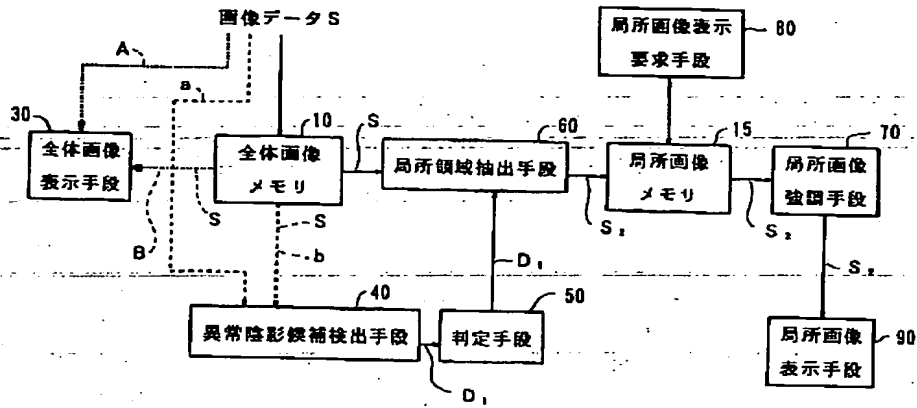 画像データS
A
a
30
全体画像
表示手段
10
全体画像
メモリ
S
60
局所領域抽出手段
80
局所画像表示
要求手段
15
局所画像
メモリ
70
局所画像
強調手段
B
S
S
b
S₂
S₂
D₁
S₂
40
異常陰影候補検出手段
50
判定手段
D₁
局所画像
表示手段
90